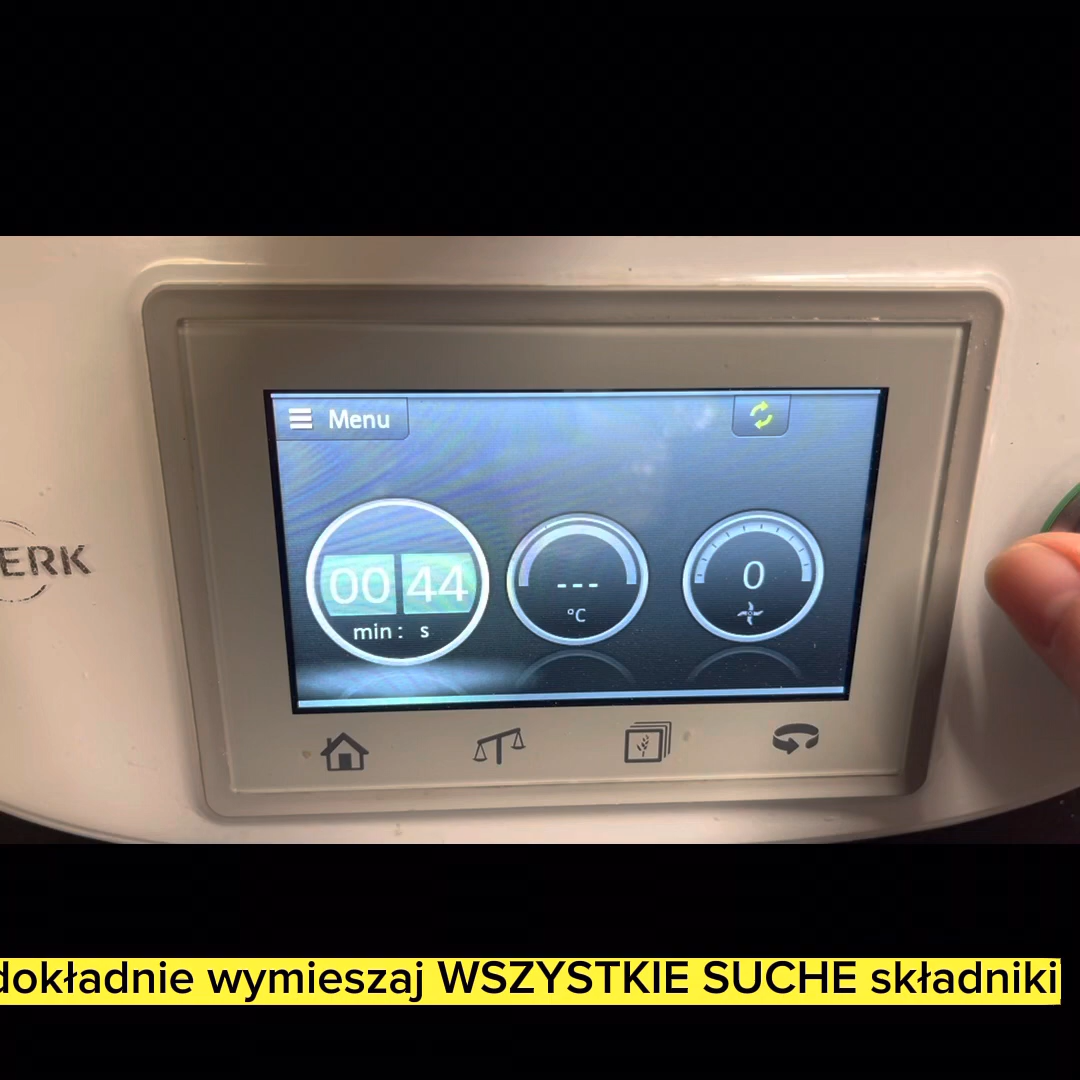 Menu
00 44
min : s
---
°C
0
ERK
dokładnie wymieszaj WSZYSTKIE SUCHE składniki